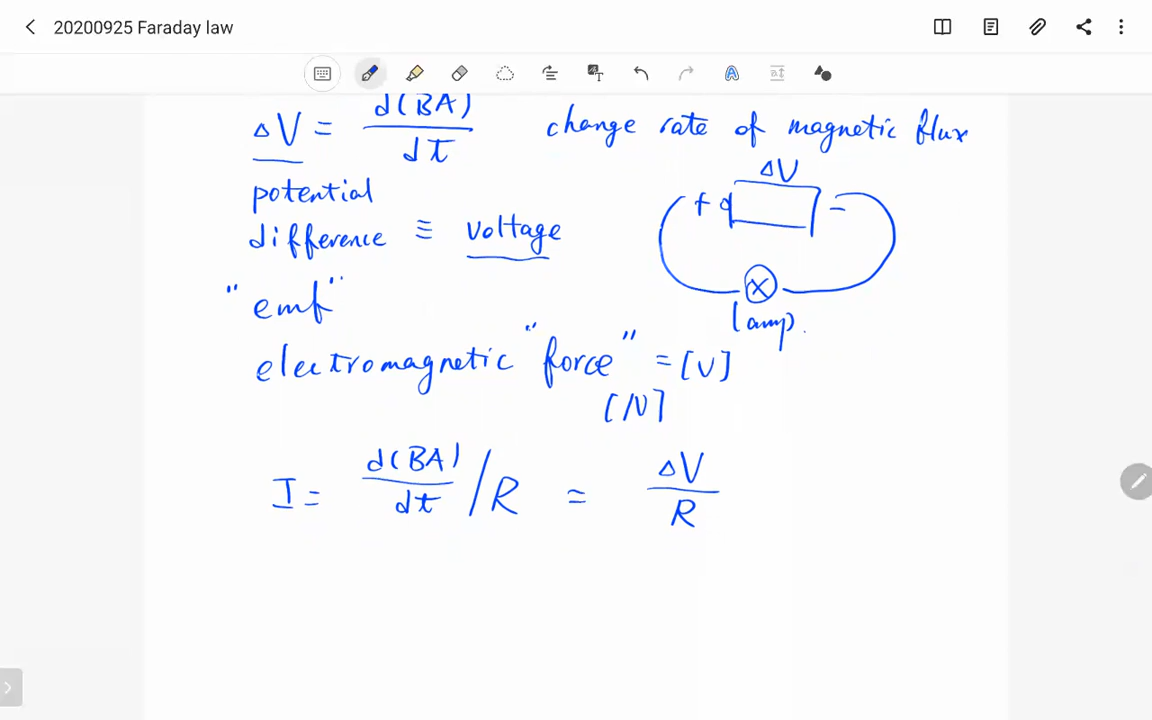 20200925 Faraday law
ΔV = d(BA)/dt change rate of magnetic flux
potential
difference ≡ voltage
ΔV
+ -
lamp.
"emf"
electromagnetic "force" = [V]
[N]
I = d(BA)/dt / R = ΔV/R